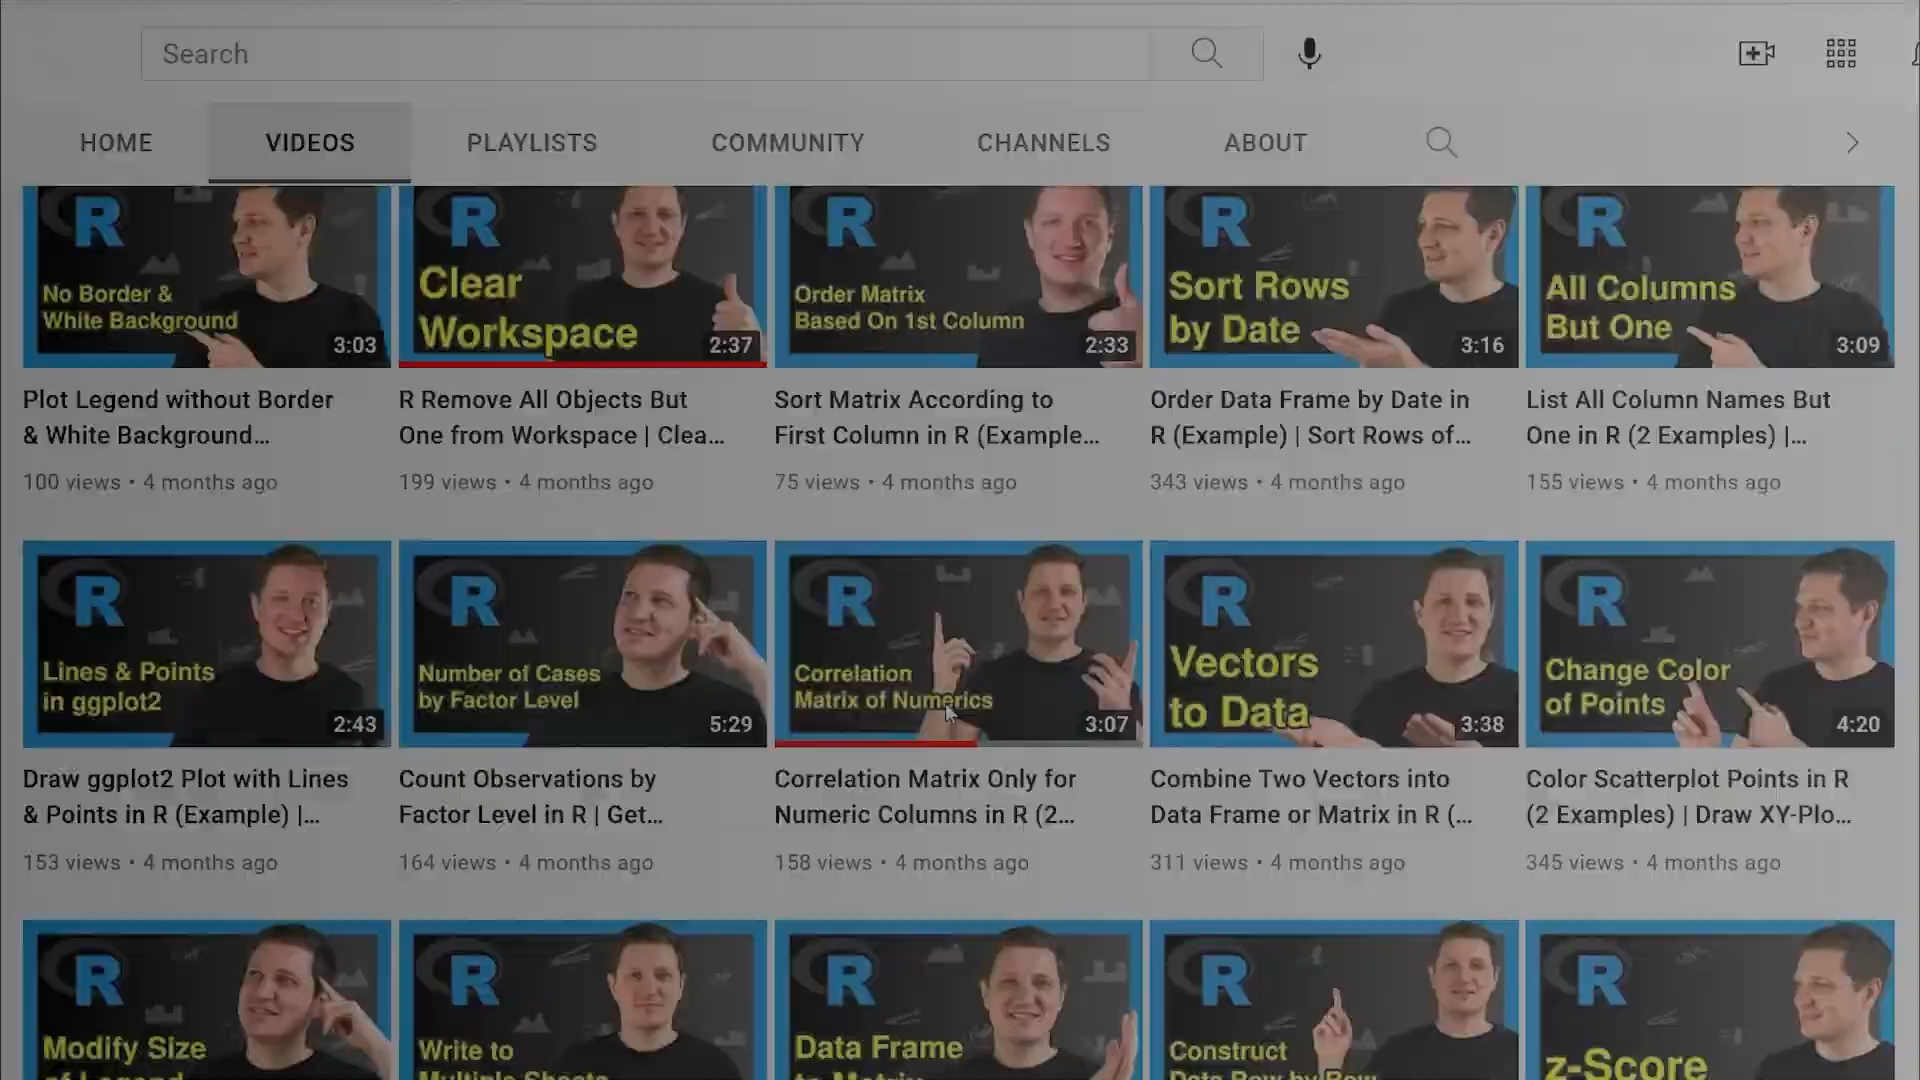 Search
HOME VIDEOS PLAYLISTS COMMUNITY CHANNELS ABOUT
R
No Border &
White Background
3:03
R
Clear
Workspace
2:37
R
Order Matrix
Based On 1st Column
2:33
R
Sort Rows
by Date
3:16
R
All Columns
But One
3:09
Plot Legend without Border
& White Background...
100 views • 4 months ago
R Remove All Objects But
One from Workspace | Clea...
199 views • 4 months ago
Sort Matrix According to
First Column in R (Example...
75 views • 4 months ago
Order Data Frame by Date in
R (Example) | Sort Rows of...
343 views • 4 months ago
List All Column Names But
One in R (2 Examples) |...
155 views • 4 months ago
R
Lines & Points
in ggplot2
2:43
R
Number of Cases
by Factor Level
5:29
R
Correlation
Matrix of Numerics
3:07
R
Vectors
to Data
3:38
R
Change Color
of Points
4:20
Draw ggplot2 Plot with Lines
& Points in R (Example) |...
153 views • 4 months ago
Count Observations by
Factor Level in R | Get...
164 views • 4 months ago
Correlation Matrix Only for
Numeric Columns in R (2...
158 views • 4 months ago
Combine Two Vectors into
Data Frame or Matrix in R (...
311 views • 4 months ago
Color Scatterplot Points in R
(2 Examples) | Draw XY-Plo...
345 views • 4 months ago
R
Modify Size
of Legend
R
Write to
Multiple Sheets
R
Data Frame
to Matrix
R
Construct
Data Row by Row
R
z-Score